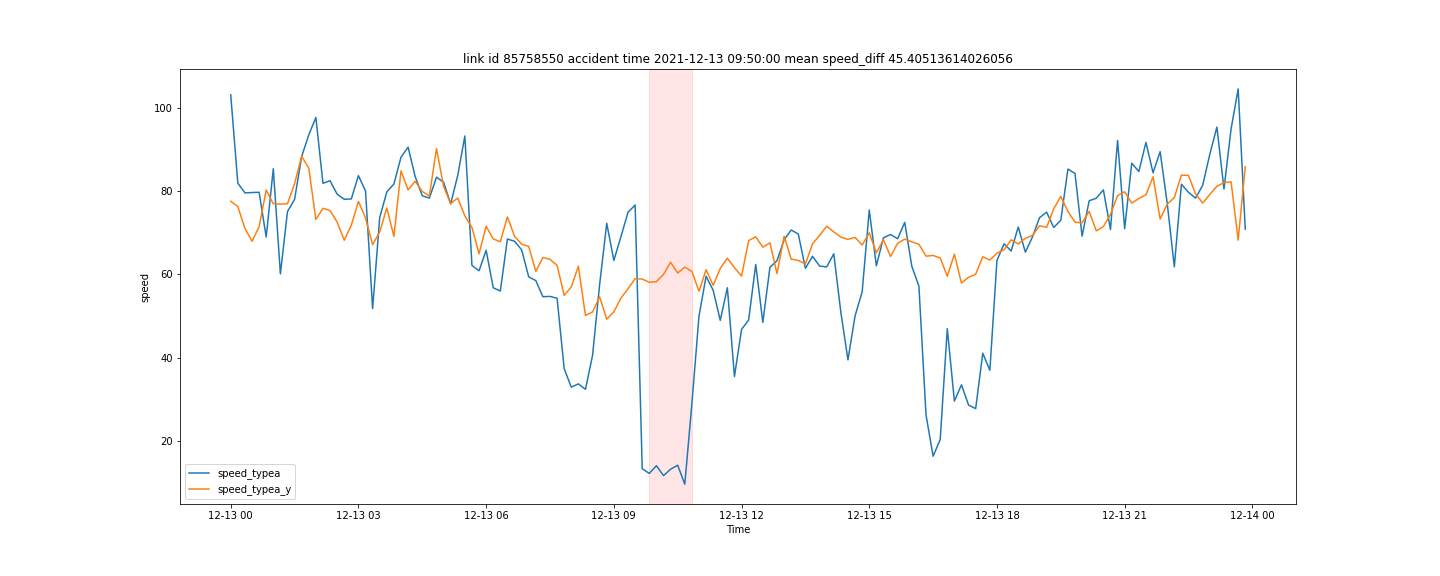 link id 85758550 accident time 2021-12-13 09:50:00 mean speed_diff 45.40513614026056
100
80
60
40
20
speed
speed_typea
speed_typea_y
12-13 00 12-13 03 12-13 06 12-13 09 12-13 12 12-13 15 12-13 18 12-13 21 12-14 00
Time